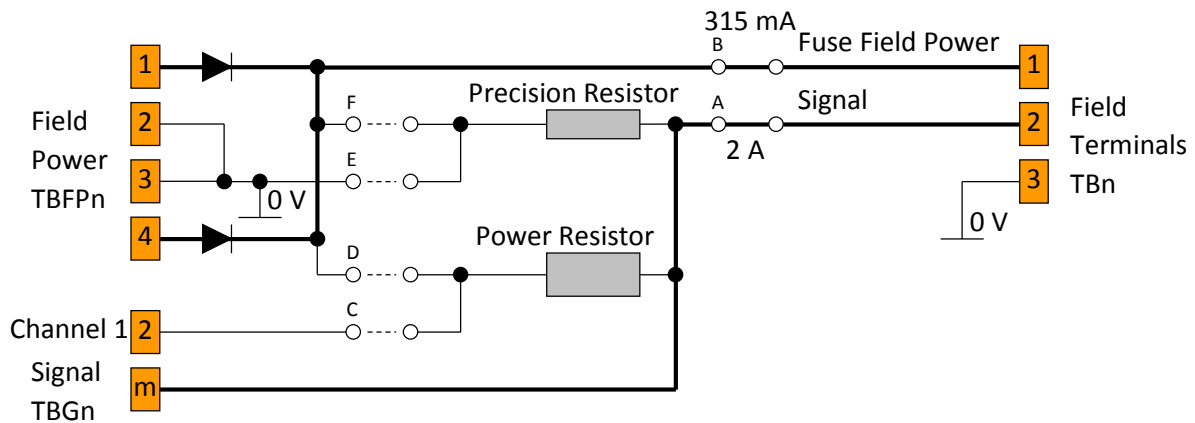 315 mA
B
Fuse Field Power
1
1
Precision Resistor
F
A
Signal
Field
Power
TBFPn
2
2
Field
Terminals
TBn
E
2 A
3
0 V
3
0 V
4
Power Resistor
D
C
Channel 1
2
Signal
TBGn
m